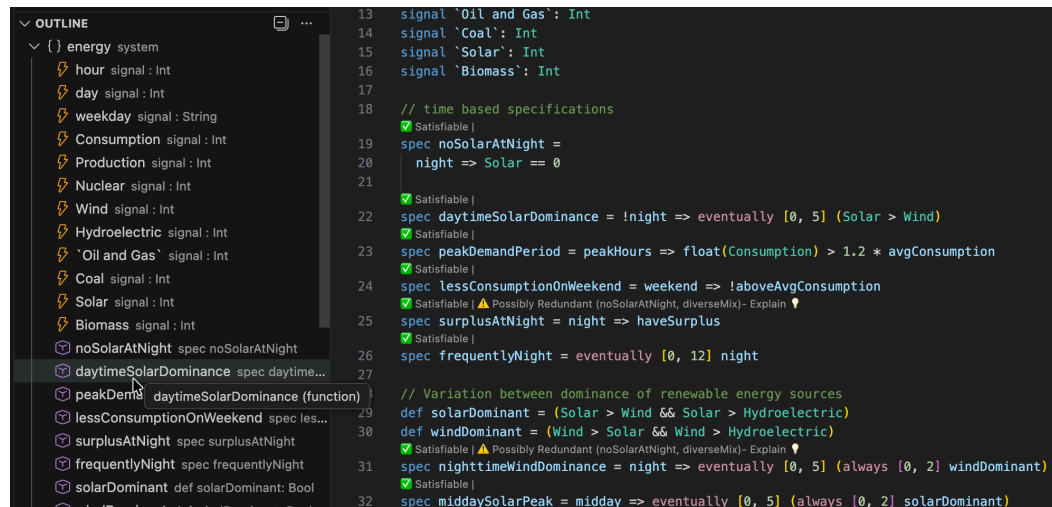 OUTLINE
{} energy system
hour signal : Int
day signal : Int
weekday signal : String
Consumption signal : Int
Production signal : Int
Nuclear signal : Int
Wind signal : Int
Hydroelectric signal : Int
`Oil and Gas` signal : Int
Coal signal : Int
Solar signal : Int
Biomass signal : Int
noSolarAtNight spec noSolarAtNight
daytimeSolarDominance spec daytime...
daytimeSolarDominance (function)
lessConsumptionOnWeekend spec les...
surplusAtNight spec surplusAtNight
frequentlyNight spec frequentlyNight
solarDominant def solarDominant: Bool
13 signal `Oil and Gas`: Int
14 signal `Coal`: Int
15 signal `Solar`: Int
16 signal `Biomass`: Int
17
18 // time based specifications
✅ Satisfiable |
19 spec noSolarAtNight =
20 night => Solar == 0
21
✅ Satisfiable |
22 spec daytimeSolarDominance = !night => eventually [0, 5] (Solar > Wind)
✅ Satisfiable |
23 spec peakDemandPeriod = peakHours => float(Consumption) > 1.2 * avgConsumption
✅ Satisfiable |
24 spec lessConsumptionOnWeekend = weekend => !aboveAvgConsumption
✅ Satisfiable | ⚠️ Possibly Redundant (noSolarAtNight, diverseMix)- Explain 💡
25 spec surplusAtNight = night => haveSurplus
✅ Satisfiable |
26 spec frequentlyNight = eventually [0, 12] night
27
// Variation between dominance of renewable energy sources
29 def solarDominant = (Solar > Wind && Solar > Hydroelectric)
30 def windDominant = (Wind > Solar && Wind > Hydroelectric)
✅ Satisfiable | ⚠️ Possibly Redundant (noSolarAtNight, diverseMix)- Explain 💡
31 spec nighttimeWindDominance = night => eventually [0, 5] (always [0, 2] windDominant)
✅ Satisfiable |
32 spec middaySolarPeak = midday => eventually [0, 5] (always [0, 2] solarDominant)